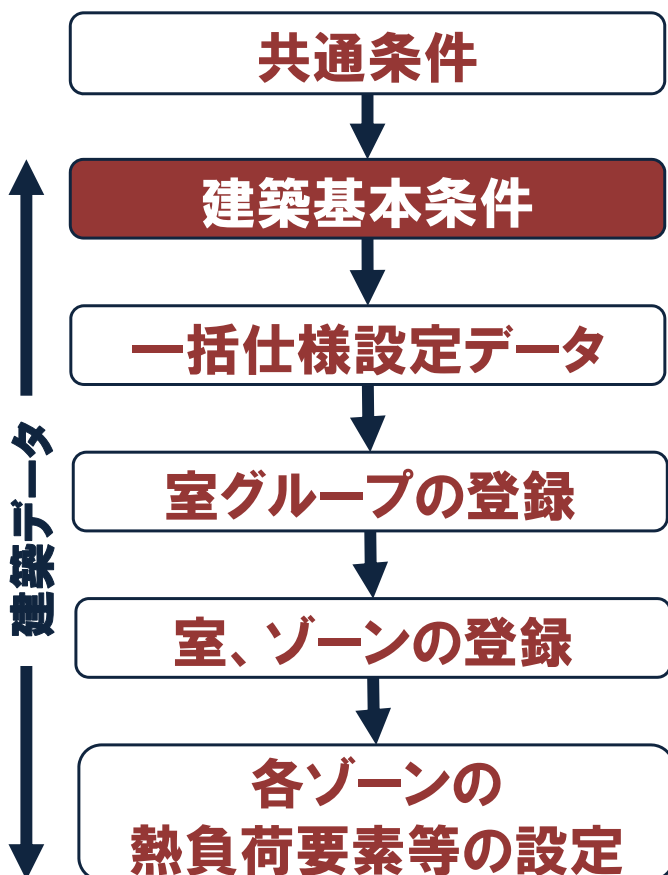 共通条件
建築基本条件
一括仕様設定データ
室グループの登録
室、ゾーンの登録
各ゾーンの
熱負荷要素等の設定
建築データ